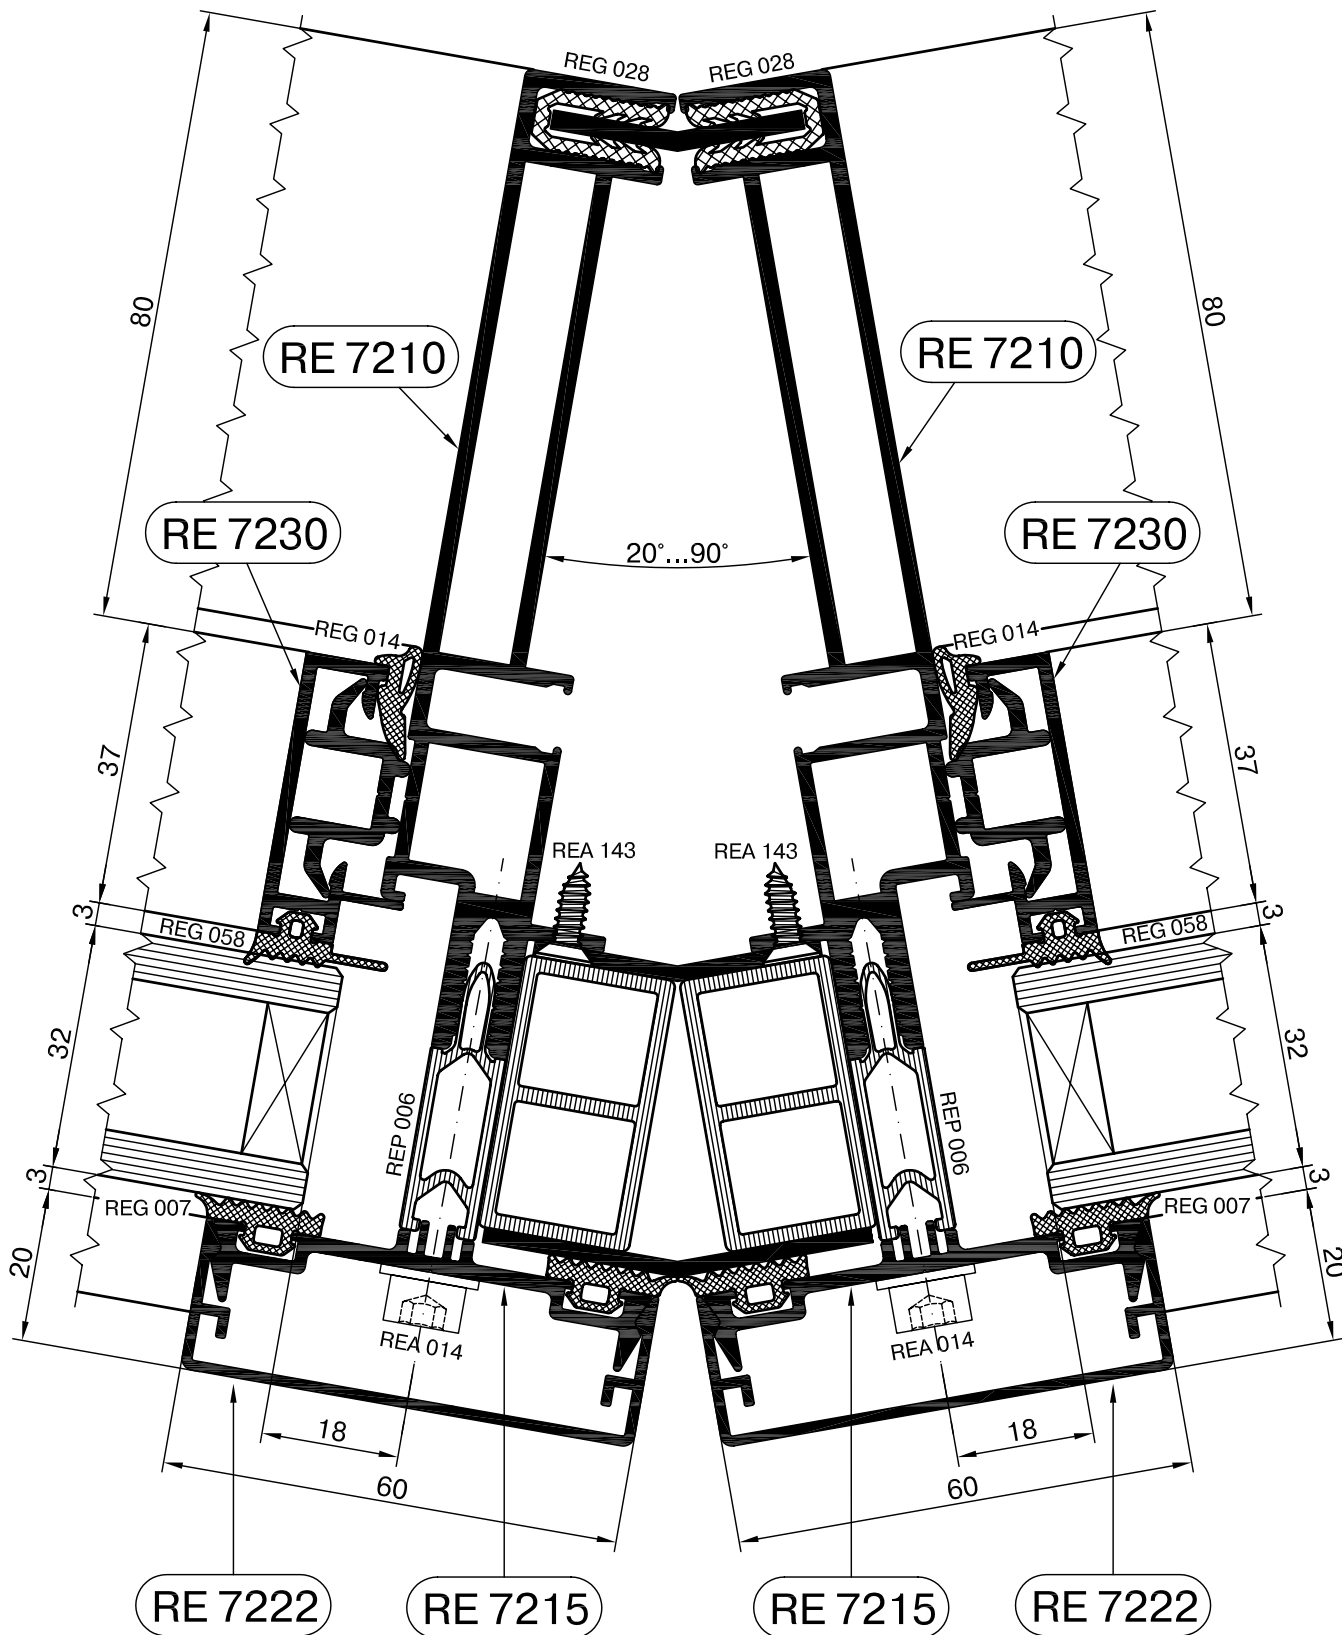 REG 028
REG 028
80
80
RE 7210
RE 7210
RE 7230
RE 7230
20°...90°
REG 014
REG 014
37
37
REA 143
REA 143
3
3
REG 058
REG 058
32
32
REP 006
REP 006
3
3
REG 007
REG 007
20
20
REA 014
REA 014
18
18
60
60
RE 7222
RE 7215
RE 7215
RE 7222